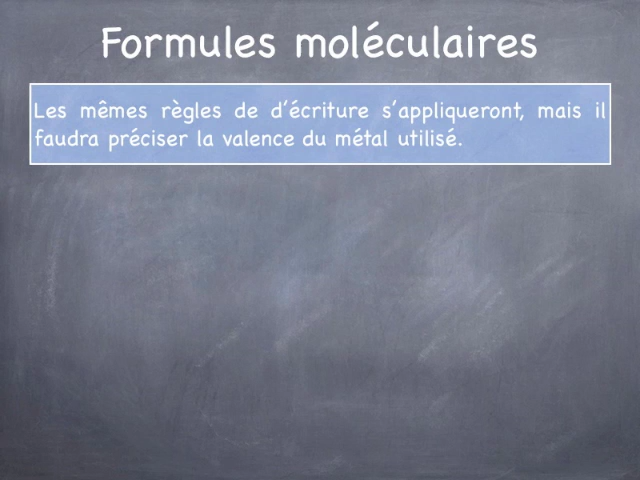 Formules moléculaires
Les mêmes règles de d'écriture s'appliqueront, mais il
faudra préciser la valence du métal utilisé.